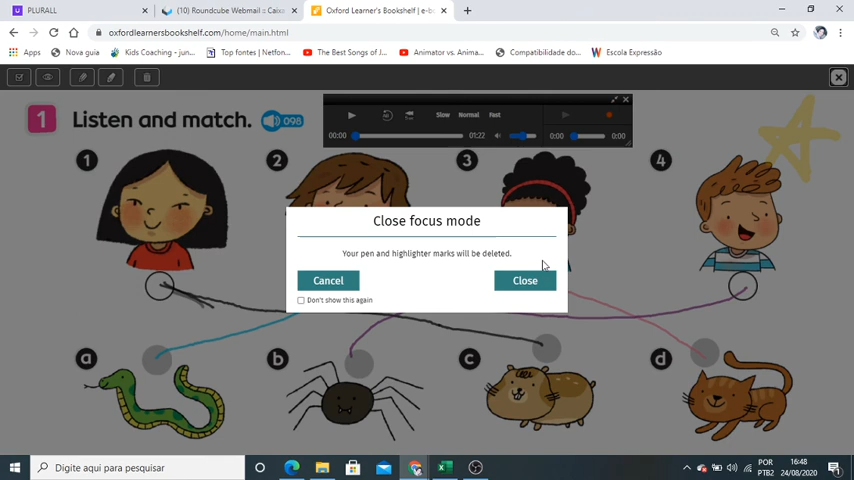 PLURALL
(10) Roundcube Webmail :: Caixa
Oxford Learner's Bookshelf | e-b
oxfordlearnersbookshelf.com/home/main.html
Apps
Nova guia
Kids Coaching - jun...
Top fontes | Netfon...
The Best Songs of J...
Animator vs. Anima...
Compatibilidade do...
Escola Expressão
1
Listen and match.
098
Slow
Normal
Fast
00:00
01:22
0:00
0:00
1
2
3
4
Close focus mode
Your pen and highlighter marks will be deleted.
Cancel
Close
Don't show this again
a
b
c
d
Digite aqui para pesquisar
POR
PTB2
16:48
24/08/2020